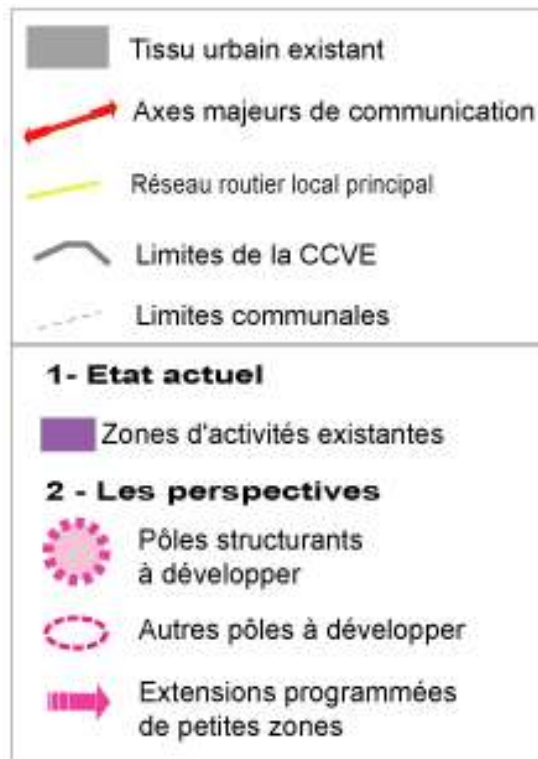 Tissu urbain existant
Axes majeurs de communication
Réseau routier local principal
Limites de la CCVE
Limites communales
1- Etat actuel
Zones d'activités existantes
2 - Les perspectives
Pôles structurants
à développer
Autres pôles à développer
Extensions programmées
de petites zones